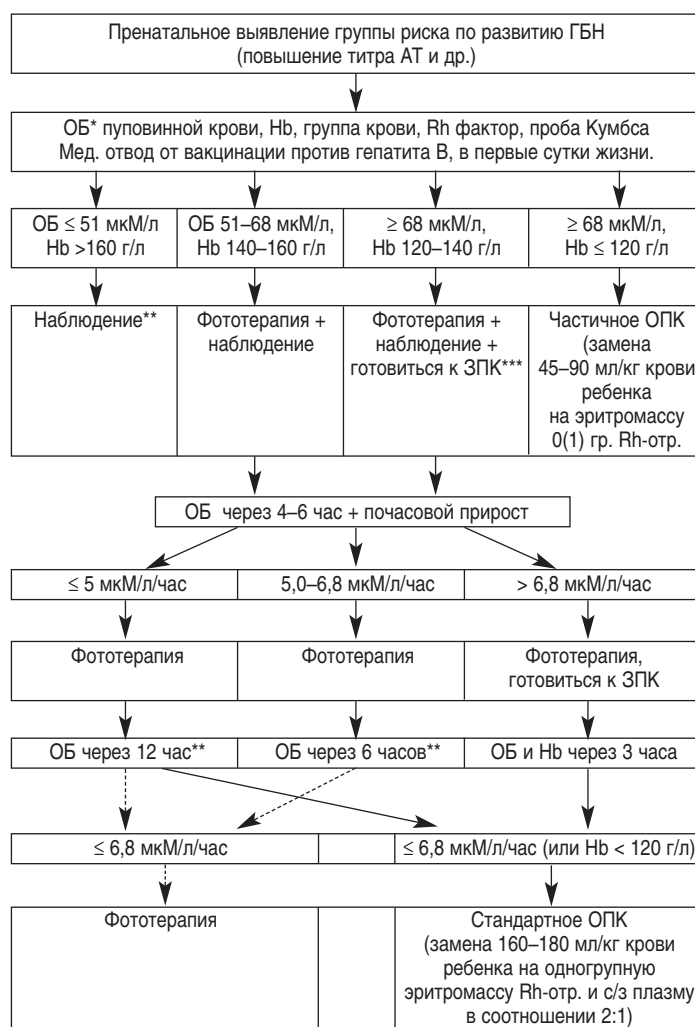 Пренатальное выявление группы риска по развитию ГБН
(повышение титра АТ и др.)
ОБ* пуповинной крови, Hb, группа крови, Rh фактор, проба Кумбса
Мед. отвод от вакцинации против гепатита В, в первые сутки жизни.
ОБ ≤ 51 мкМ/л
Hb >160 г/л
ОБ 51–68 мкМ/л,
Hb 140–160 г/л
≥ 68 мкМ/л,
Hb 120–140 г/л
≥ 68 мкМ/л,
Hb ≤ 120 г/л
Наблюдение**
Фототерапия +
наблюдение
Фототерапия +
наблюдение +
готовиться к ЗПК***
Частичное ОПК
(замена
45–90 мл/кг крови
ребенка
на эритромассу
0(1) гр. Rh-отр.
ОБ через 4–6 час + почасовой прирост
≤ 5 мкМ/л/час
5,0–6,8 мкМ/л/час
> 6,8 мкМ/л/час
Фототерапия
Фототерапия
Фототерапия,
готовиться к ЗПК
ОБ через 12 час**
ОБ через 6 часов**
ОБ и Hb через 3 часа
≤ 6,8 мкМ/л/час
≤ 6,8 мкМ/л/час (или Hb < 120 г/л)
Фототерапия
Стандартное ОПК
(замена 160–180 мл/кг крови
ребенка на одногрупную
эритромассу Rh-отр. и с/з плазму
в соотношении 2:1)